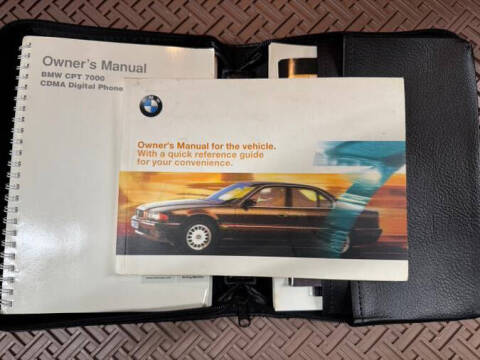 Owner's Manual
BMW CPT 7000
CDMA Digital Phone
Owner's Manual for the vehicle.
With a quick reference guide
for your convenience.